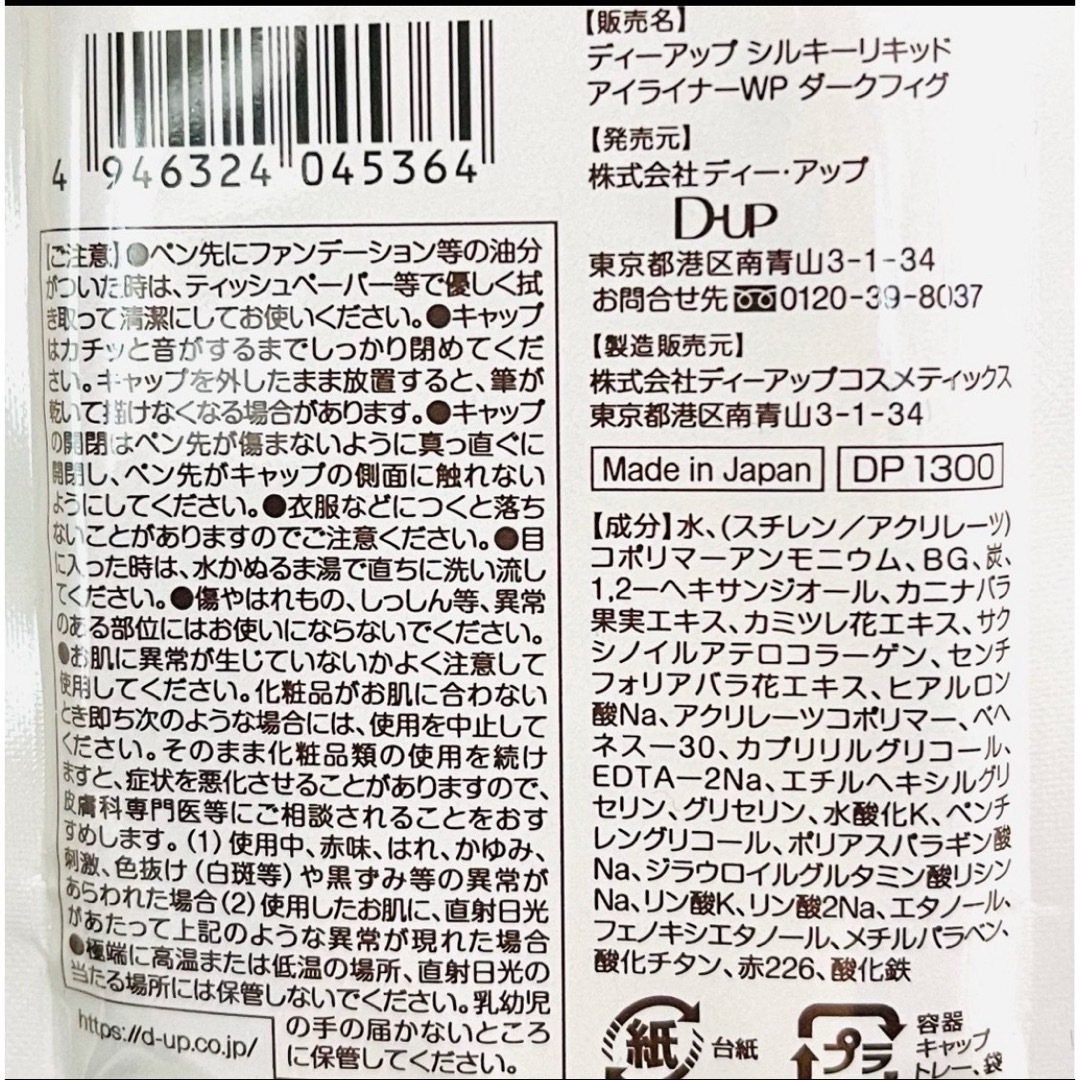 4 946324 045364
【ご注意】●ペン先にファンデーション等の油分
がついた時は、ティッシュペーパー等で優しく拭
き取って清潔にしてお使いください。●キャップ
はカチッと音がするまでしっかり閉めてくだ
さい。キャップを外したまま放置すると、筆が
乾いて描けなくなる場合があります。●キャップ
の開閉はペン先が傷まないように真っ直ぐに
開閉し、ペン先がキャップの側面に触れない
ようにしてください。●衣服などにつくと落ち
ないことがありますのでご注意ください。●目
に入った時は、水かぬるま湯で直ちに洗い流し
てください。●傷やはれもの、しっしん等、異常
のある部位にはお使いにならないでください。
●お肌に異常が生じていないかよく注意して
使用してください。化粧品がお肌に合わない
とき即ち次のような場合には、使用を中止して
ください。そのまま化粧品類の使用を続け
ますと、症状を悪化させることがありますので、
皮膚科専門医等にご相談されることをおす
すめします。(1)使用中、赤味、はれ、かゆみ、
刺激、色抜け(白斑等)や黒ずみ等の異常が
あらわれた場合(2)使用したお肌に、直射日光
があたって上記のような異常が現れた場合
●極端に高温または低温の場所、直射日光の
当たる場所には保管しないでください。乳幼児
の手の届かないところ
に保管してください。
https://d-up.co.jp/
【販売名】
ディーアップ シルキーリキッド
アイライナーWP ダークフィグ
【発売元】
株式会社ディー・アップ
D-UP
東京都港区南青山3-1-34
お問合せ先 0120-39-8037
【製造販売元】
株式会社ディーアップコスメティックス
東京都港区南青山3-1-34
Made in Japan DP 1300
【成分】水、(スチレン/アクリレーツ)
コポリマーアンモニウム、BG、炭、
1,2-ヘキサンジオール、カニナバラ
果実エキス、カミツレ花エキス、サク
シノイルアテロコラーゲン、センチ
フォリアバラ花エキス、ヒアルロン
酸Na、アクリレーツコポリマー、ベヘ
ネス-30、カプリリルグリコール、
EDTA-2Na、エチルヘキシルグリ
セリン、グリセリン、水酸化K、ペンチ
レングリコール、ポリアスパラギン酸
Na、ジラウロイルグルタミン酸リシン
Na、リン酸K、リン酸2Na、エタノール、
フェノキシエタノール、メチルパラベン、
酸化チタン、赤226、酸化鉄
紙 台紙
プラ 容器
キャップ
トレー、袋